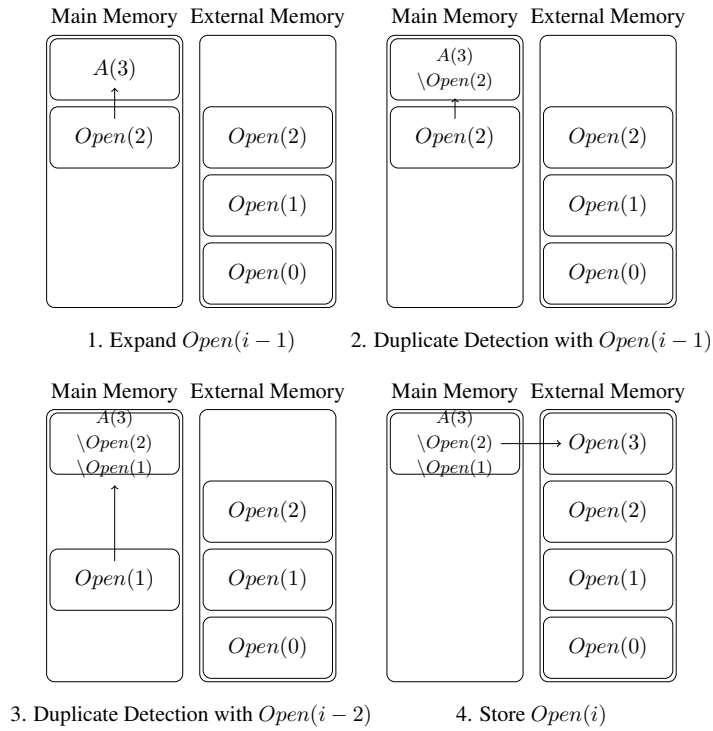 Main Memory External Memory
A(3)
Open(2)
Open(2)
Open(1)
Open(0)
1. Expand Open(i − 1)
Main Memory External Memory
A(3)
\Open(2)
Open(2)
Open(2)
Open(1)
Open(0)
2. Duplicate Detection with Open(i − 1)
Main Memory External Memory
A(3)
\Open(2)
\Open(1)
Open(1)
Open(2)
Open(1)
Open(0)
3. Duplicate Detection with Open(i − 2)
Main Memory External Memory
A(3)
\Open(2)
\Open(1)
Open(3)
Open(2)
Open(1)
Open(0)
4. Store Open(i)